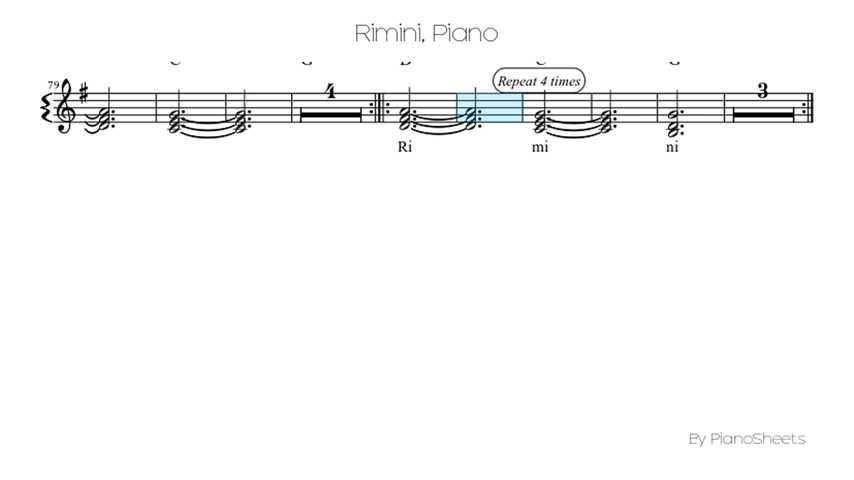 Rimini, Piano
Repeat 4 times
79
4
3
Ri mi ni
By PianoSheets